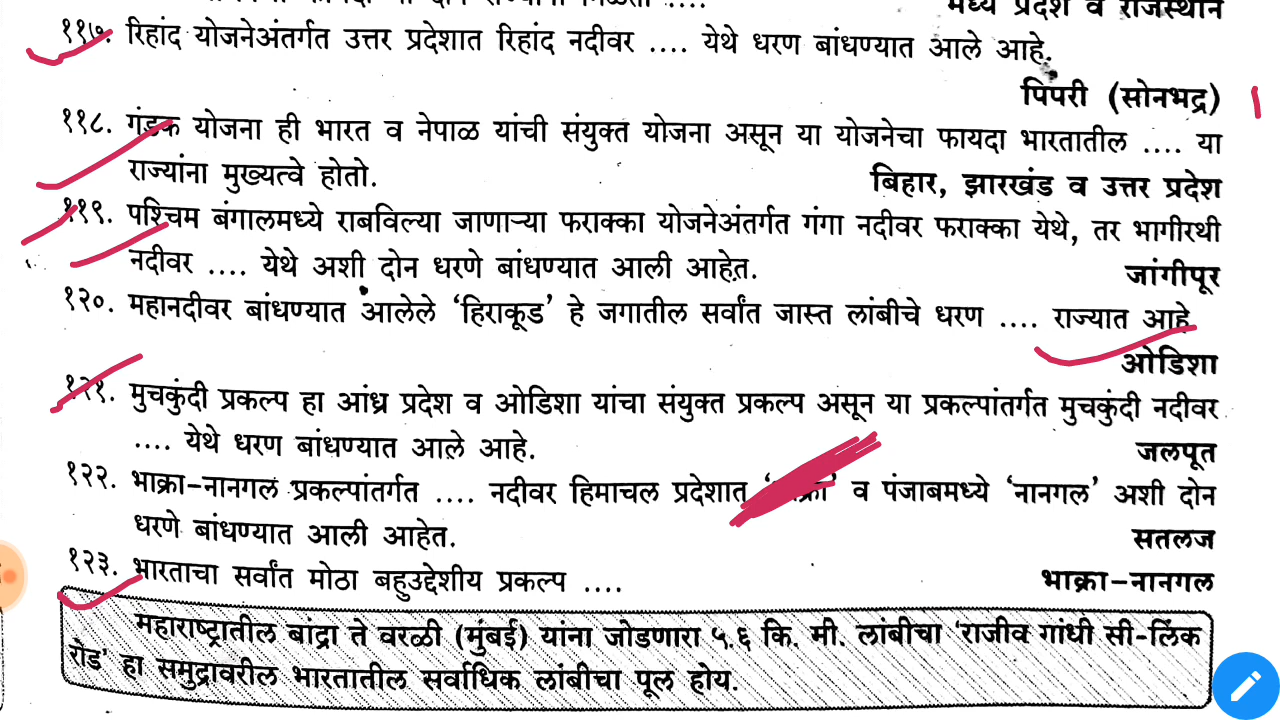 मध्य प्रदेश व राजस्थान
११७. रिहांद योजनेअंतर्गत उत्तर प्रदेशात रिहांद नदीवर .... येथे धरण बांधण्यात आले आहे.
पिंपरी (सोनभद्र)
११८. गंडक योजना ही भारत व नेपाळ यांची संयुक्त योजना असून या योजनेचा फायदा भारतातील .... या
राज्यांना मुख्यत्वे होतो. बिहार, झारखंड व उत्तर प्रदेश
११९. पश्चिम बंगालमध्ये राबविल्या जाणाऱ्या फराक्का योजनेअंतर्गत गंगा नदीवर फराक्का येथे, तर भागीरथी
नदीवर .... येथे अशी दोन धरणे बांधण्यात आली आहेत. जांगीपूर
१२०. महानदीवर बांधण्यात आलेले ‘हिराकूड’ हे जगातील सर्वांत जास्त लांबीचे धरण .... राज्यात आहे
ओडिशा
१२१. मुचकुंदी प्रकल्प हा आंध्र प्रदेश व ओडिशा यांचा संयुक्त प्रकल्प असून या प्रकल्पांतर्गत मुचकुंदी नदीवर
.... येथे धरण बांधण्यात आले आहे. जलपूत
१२२. भाक्रा-नानगल प्रकल्पांतर्गत .... नदीवर हिमाचल प्रदेशात व पंजाबमध्ये ‘नानगल’ अशी दोन
धरणे बांधण्यात आली आहेत. सतलज
१२३. भारताचा सर्वांत मोठा बहुउद्देशीय प्रकल्प .... भाक्रा-नानगल
महाराष्ट्रातील बांद्रा ते वरळी (मुंबई) यांना जोडणारा ५.६ कि. मी. लांबीचा ‘राजीव गांधी सी-लिंक
रोड’ हा समुद्रावरील भारतातील सर्वाधिक लांबीचा पूल होय.